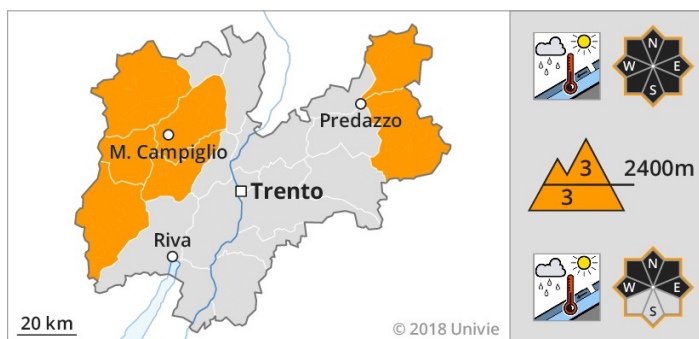 N
W E
S
Predazzo
M. Campiglio
3 2400m
3
Trento
Riva
N
W E
S
20 km
© 2018 Univie